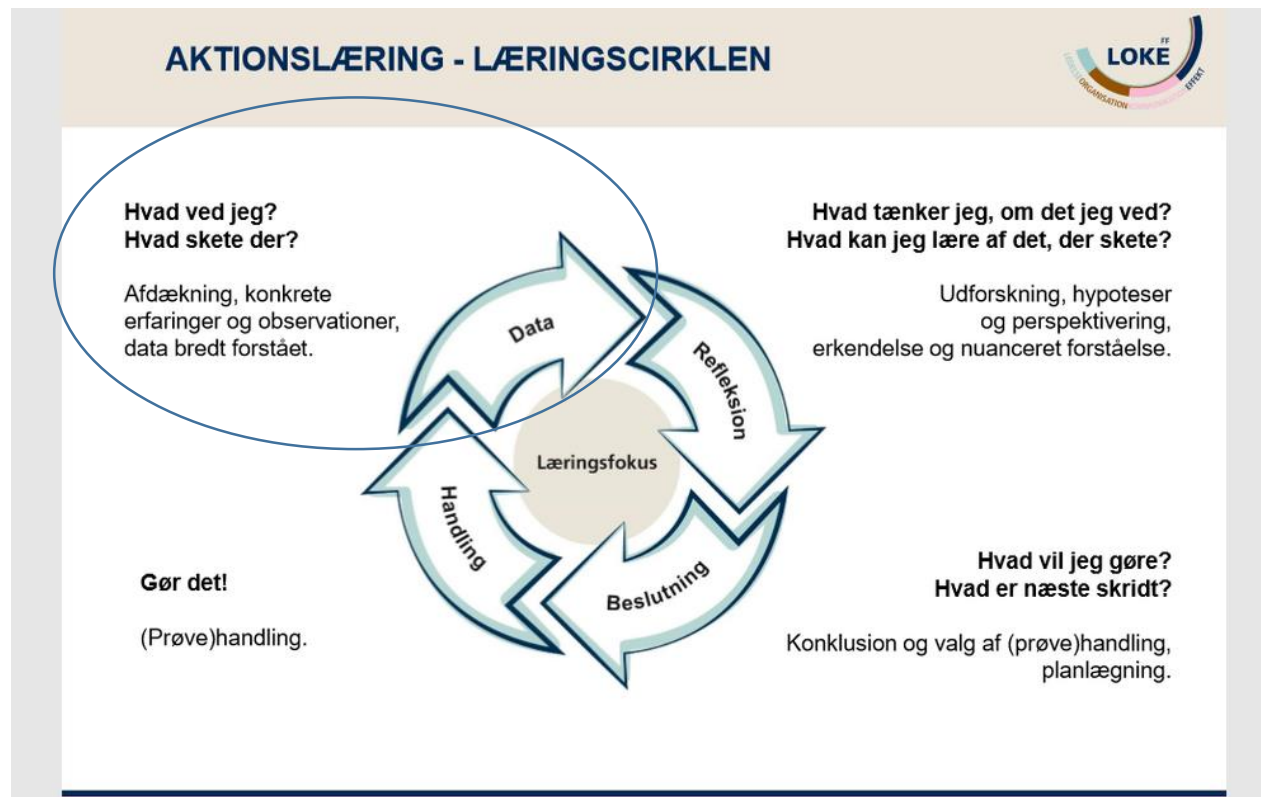 AKTIONSLÆRING - LÆRINGSCIRKLEN
FF
LOKE
ORGANISATION
EFFEKT
Hvad ved jeg?
Hvad skete der?
Afdækning, konkrete
erfaringer og observationer,
data bredt forstået.
Hvad tænker jeg, om det jeg ved?
Hvad kan jeg lære af det, der skete?
Udforskning, hypoteser
og perspektivering,
erkendelse og nuanceret forståelse.
Data
Refleksion
Læringsfokus
Handling
Beslutning
Gør det!
(Prøve)handling.
Hvad vil jeg gøre?
Hvad er næste skridt?
Konklusion og valg af (prøve)handling,
planlægning.